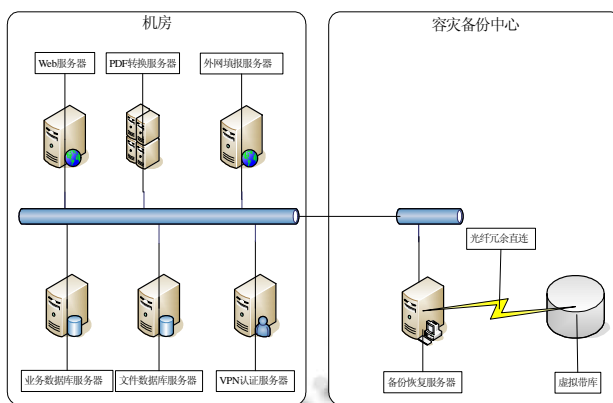 机房
容灾备份中心
Web服务器
PDF转换服务器
外网填报服务器
光纤冗余直连
业务数据库服务器
文件数据库服务器
VPN认证服务器
备份恢复服务器
虚拟带库